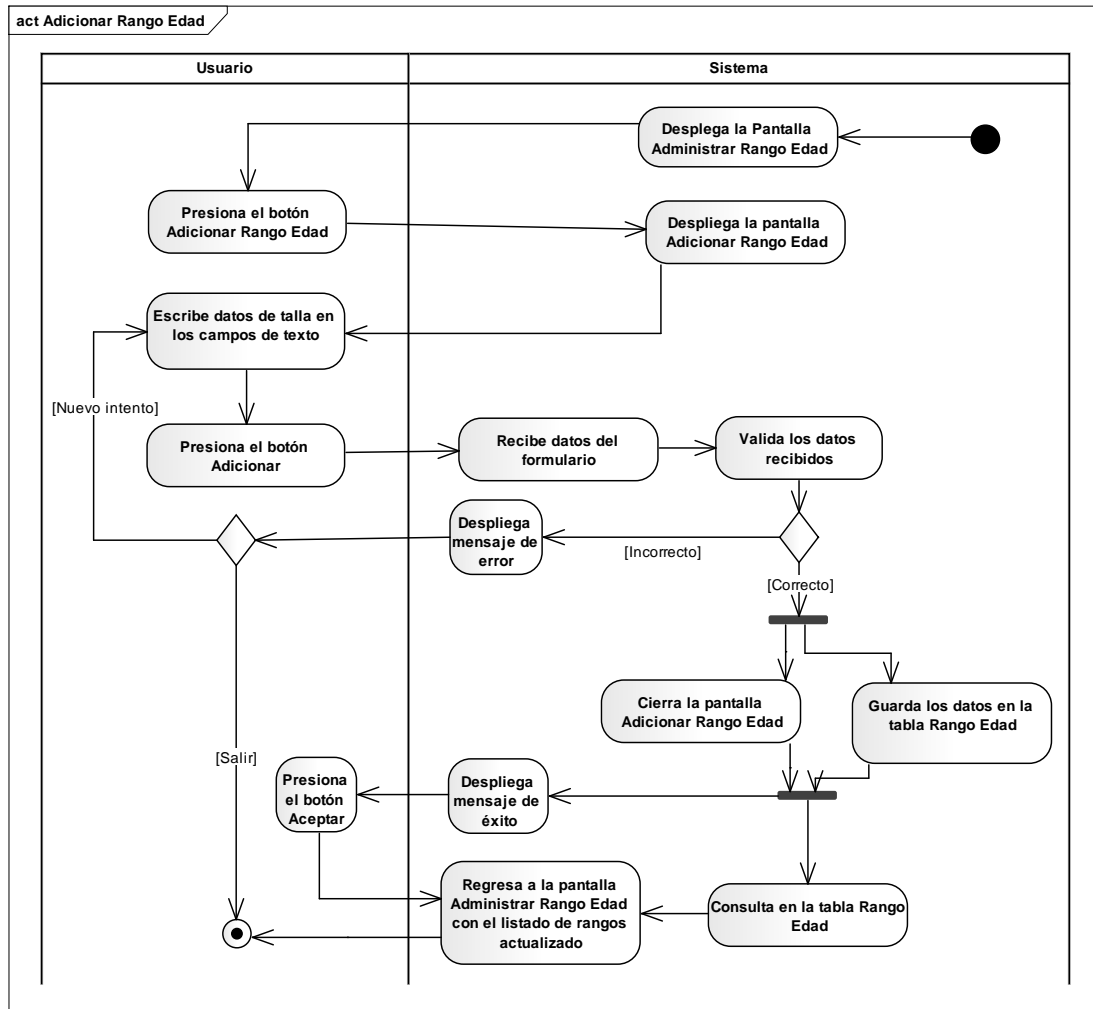 act Adicionar Rango Edad
Usuario
Sistema
Desplega la Pantalla
Administrar Rango Edad
Presiona el botón
Adicionar Rango Edad
Despliega la pantalla
Adicionar Rango Edad
Escribe datos de talla en
los campos de texto
[Nuevo intento]
Presiona el botón
Adicionar
Recibe datos del
formulario
Valida los datos
recibidos
Despliega
mensaje de
error
[Incorrecto]
[Correcto]
Cierra la pantalla
Adicionar Rango Edad
Guarda los datos en la
tabla Rango Edad
[Salir]
Presiona
el botón
Aceptar
Despliega
mensaje de
éxito
Regresa a la pantalla
Administrar Rango Edad
con el listado de rangos
actualizado
Consulta en la tabla Rango
Edad